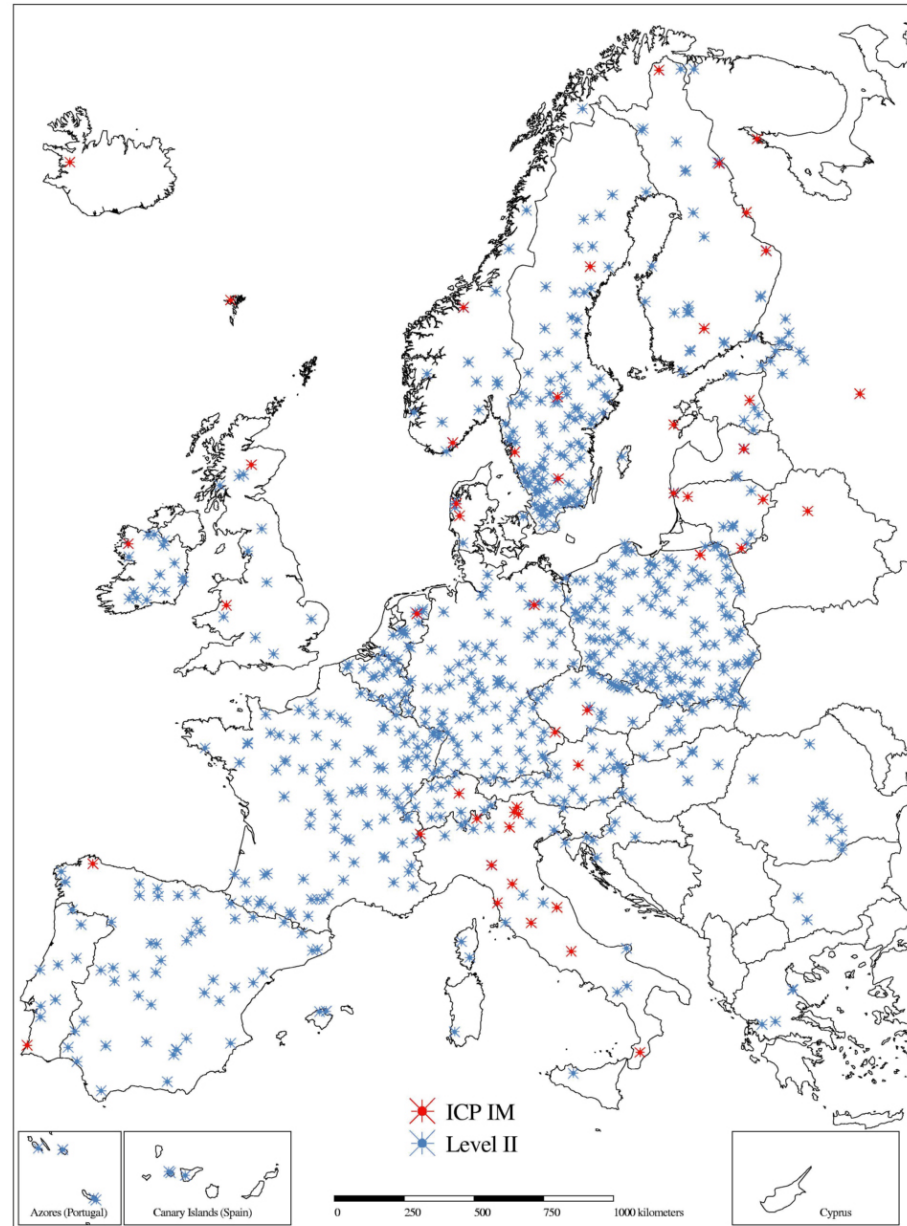 ICP IM
Level II
Azores (Portugal)
Canary Islands (Spain)
0 250 500 750 1000 kilometers
Cyprus